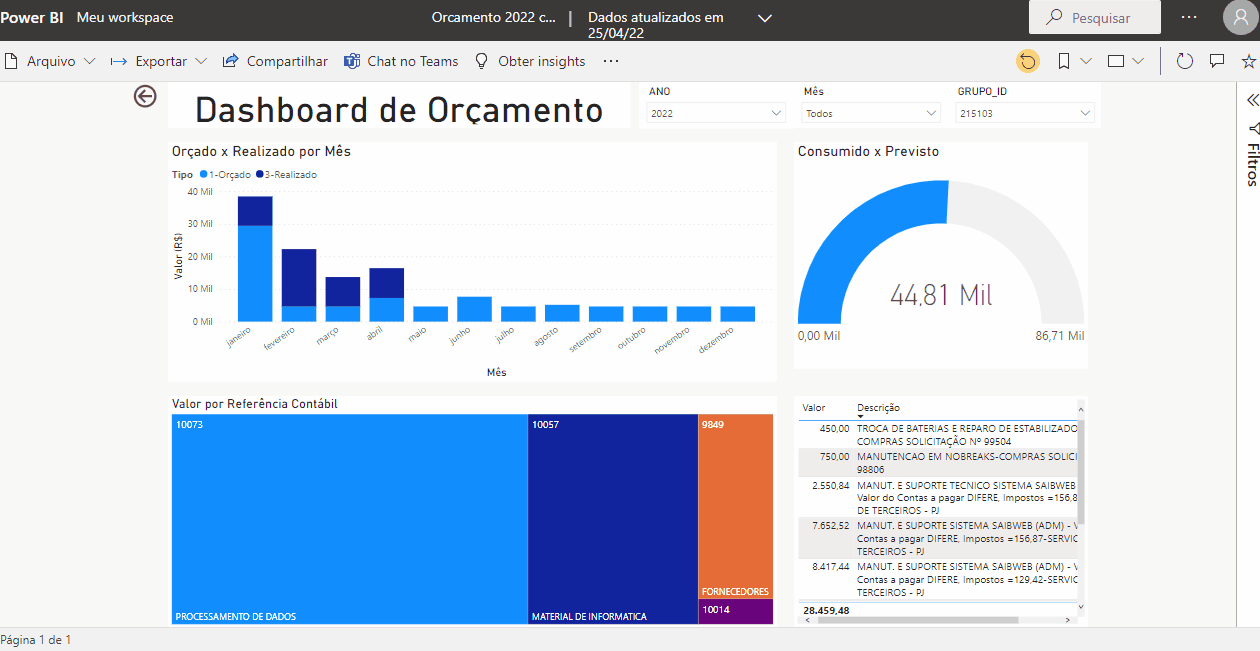 Power BI Meu workspace
Orcamento 2022 c... | Dados atualizados em 25/04/22
Pesquisar
Arquivo Exportar Compartilhar Chat no Teams Obter insights
Dashboard de Orçamento
ANO
2022
Mês
Todos
GRUPO_ID
215103
Filtros
Orçado x Realizado por Mês
Tipo 1-Orçado 3-Realizado
Valor (R$)
40 Mil
30 Mil
20 Mil
10 Mil
0 Mil
janeiro fevereiro março abril maio junho julho agosto setembro outubro novembro dezembro
Mês
Consumido x Previsto
44,81 Mil
0,00 Mil 86,71 Mil
Valor por Referência Contábil
10073
PROCESSAMENTO DE DADOS
10057
MATERIAL DE INFORMATICA
9849
FORNECEDORES
10014
Valor Descrição
450,00 TROCA DE BATERIAS E REPARO DE ESTABILIZADO
COMPRAS SOLICITAÇÃO Nº 99504
750,00 MANUTENCAO EM NOBREAKS-COMPRAS SOLICI
98806
2.550,84 MANUT. E SUPORTE TECNICO SISTEMA SAIBWEB
Valor do Contas a pagar DIFERE, Impostos =156,8
DE TERCEIROS - PJ
7.652,52 MANUT. E SUPORTE SISTEMA SAIBWEB (ADM) - V
Contas a pagar DIFERE, Impostos =156,87-SERVIC
TERCEIROS - PJ
8.417,44 MANUT. E SUPORTE SISTEMA SAIBWEB (ADM) - V
Contas a pagar DIFERE, Impostos =129,42-SERVIC
TERCEIROS - PJ
28.459,48
Página 1 de 1